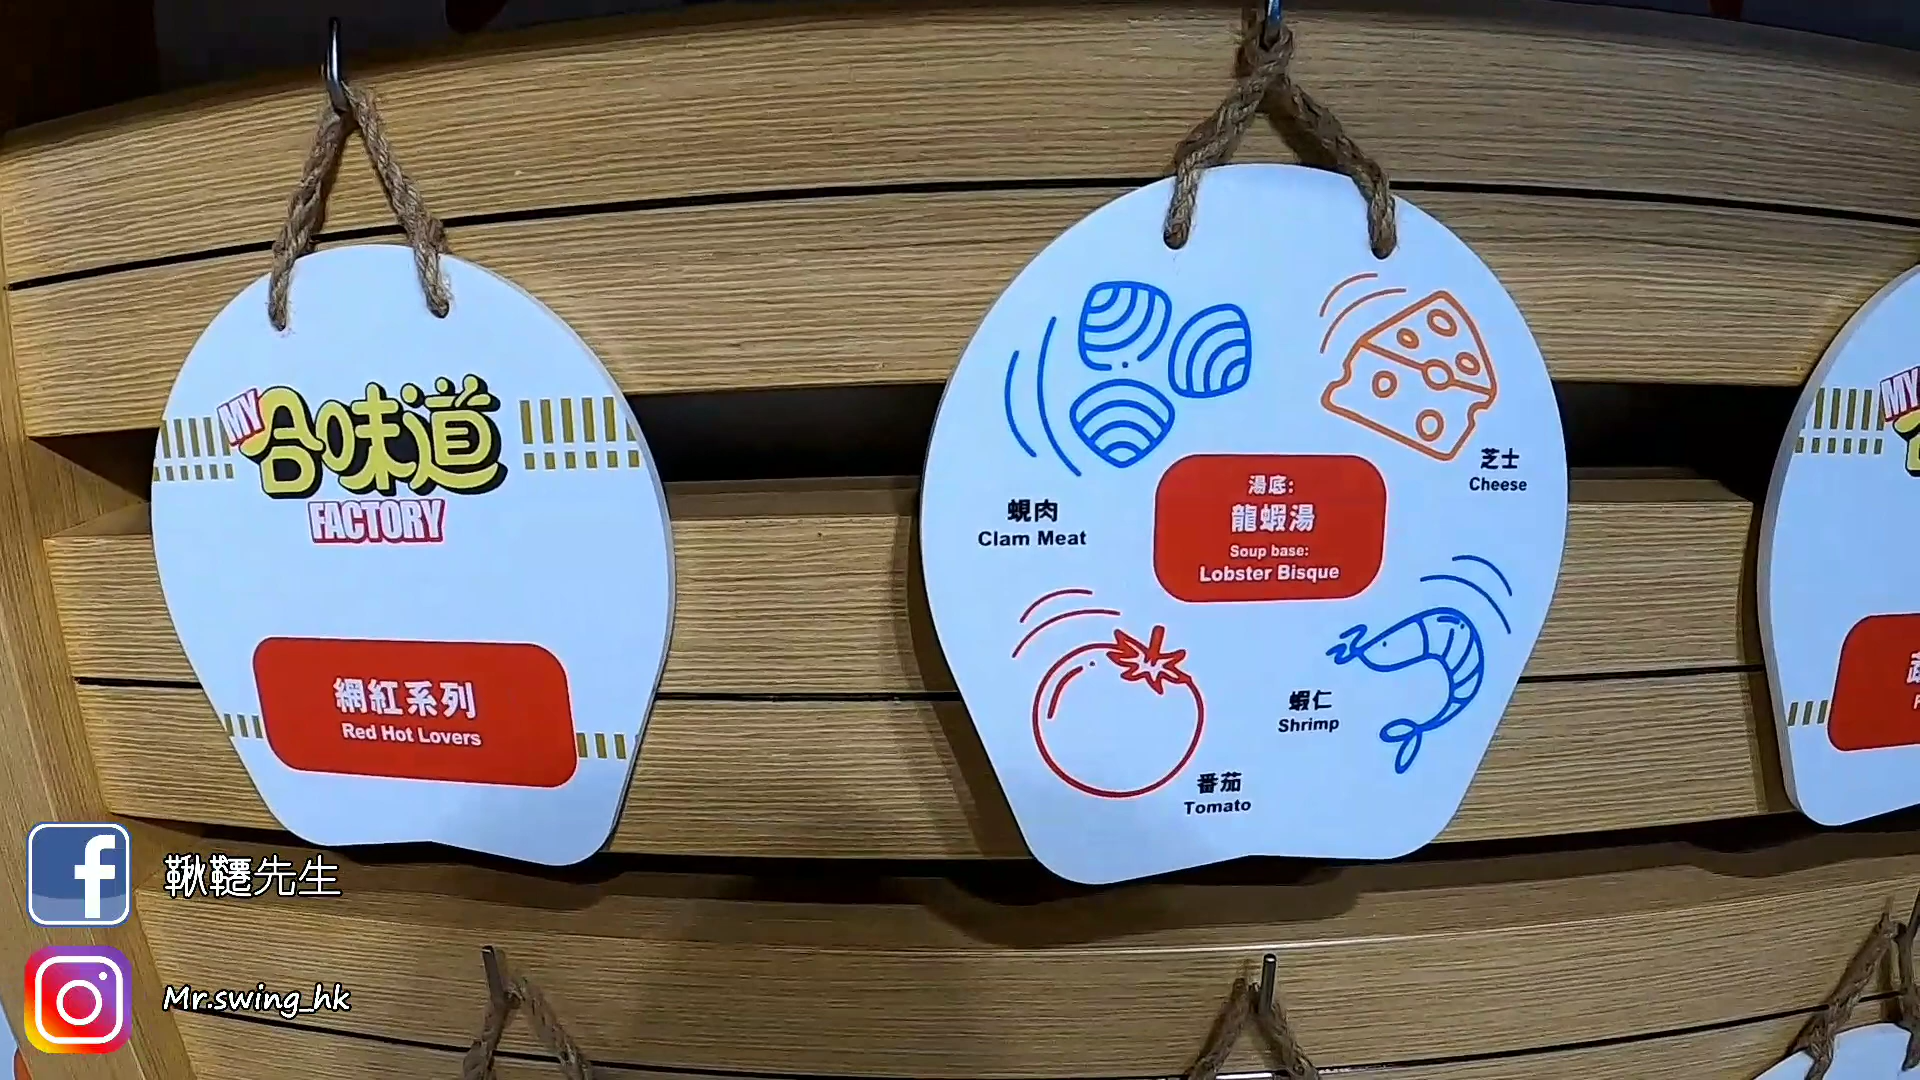 MY
合味道
FACTORY
網紅系列
Red Hot Lovers
蜆肉
Clam Meat
芝士
Cheese
湯底:
龍蝦湯
Soup base:
Lobster Bisque
蝦仁
Shrimp
番茄
Tomato
MY
鞦韆先生
Mr.swing_hk